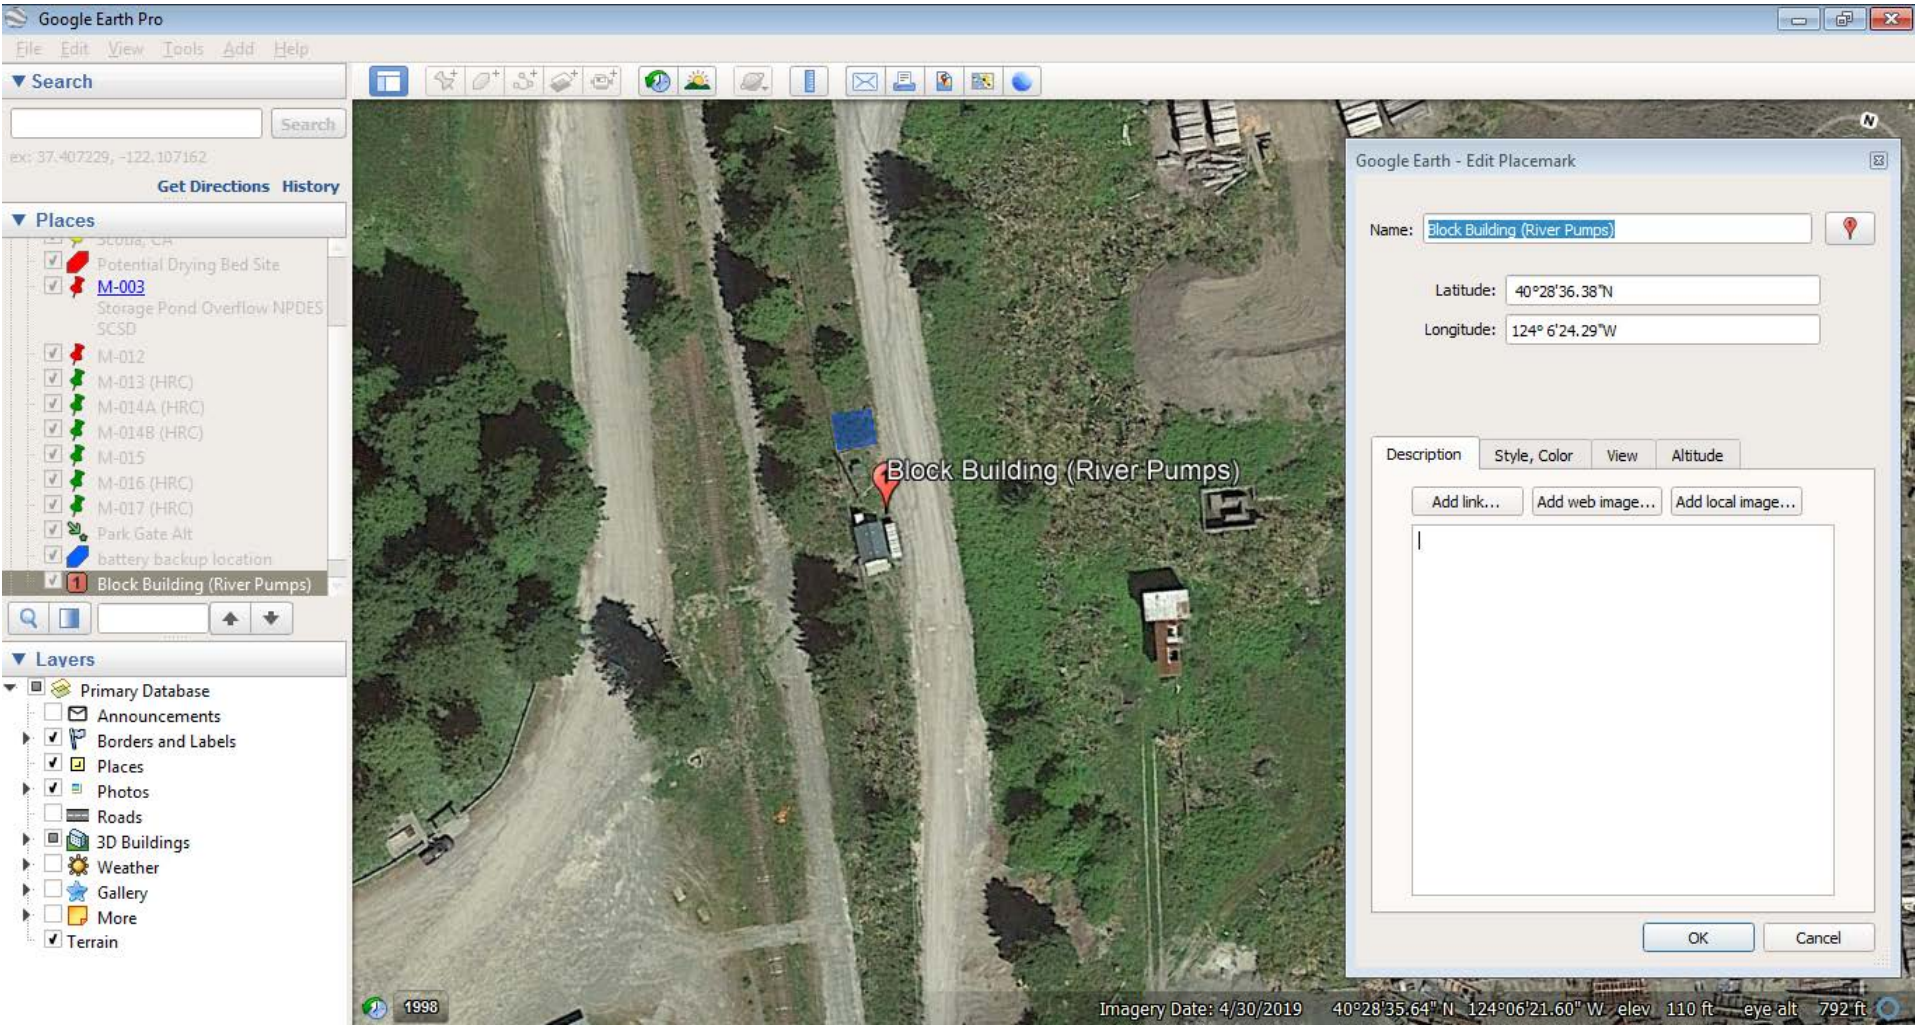 Google Earth Pro
File Edit View Tools Add Help
Search
Search
ex: 37.407229, -122.107162
Get Directions History
Places
Scotia, CA
Potential Drying Bed Site
M-003
Storage Pond Overflow NPDES
SCSD
M-012
M-013 (HRC)
M-014A (HRC)
M-014B (HRC)
M-015
M-016 (HRC)
M-017 (HRC)
Park Gate Alt
battery backup location
1 Block Building (River Pumps)
Layers
Primary Database
Announcements
Borders and Labels
Places
Photos
Roads
3D Buildings
Weather
Gallery
More
Terrain
Block Building (River Pumps)
1998
Imagery Date: 4/30/2019 40°28'35.64" N 124°06'21.60" W elev 110 ft eye alt 792 ft
N
Google Earth - Edit Placemark
Name: Block Building (River Pumps)
Latitude: 40°28'36.38"N
Longitude: 124° 6'24.29"W
Description Style, Color View Altitude
Add link... Add web image... Add local image...
OK Cancel